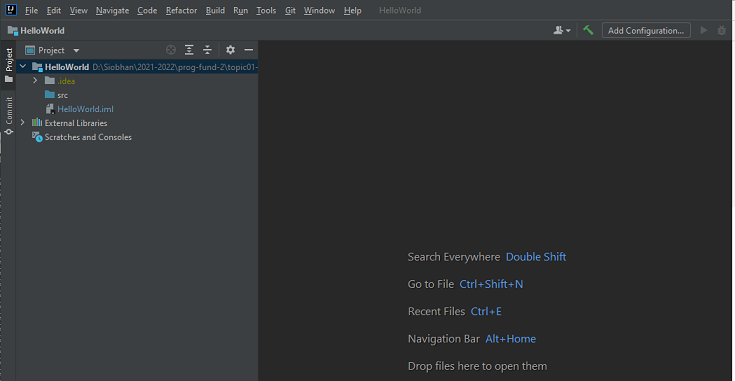 IJ File Edit View Navigate Code Refactor Build Run Tools Git Window Help HelloWorld
HelloWorld Add Configuration...
Project
Commit
Project
HelloWorld D:\Siobhan\2021-2022\prog-fund-2\topic01-
.idea
src
HelloWorld.iml
External Libraries
Scratches and Consoles
Search Everywhere Double Shift
Go to File Ctrl+Shift+N
Recent Files Ctrl+E
Navigation Bar Alt+Home
Drop files here to open them